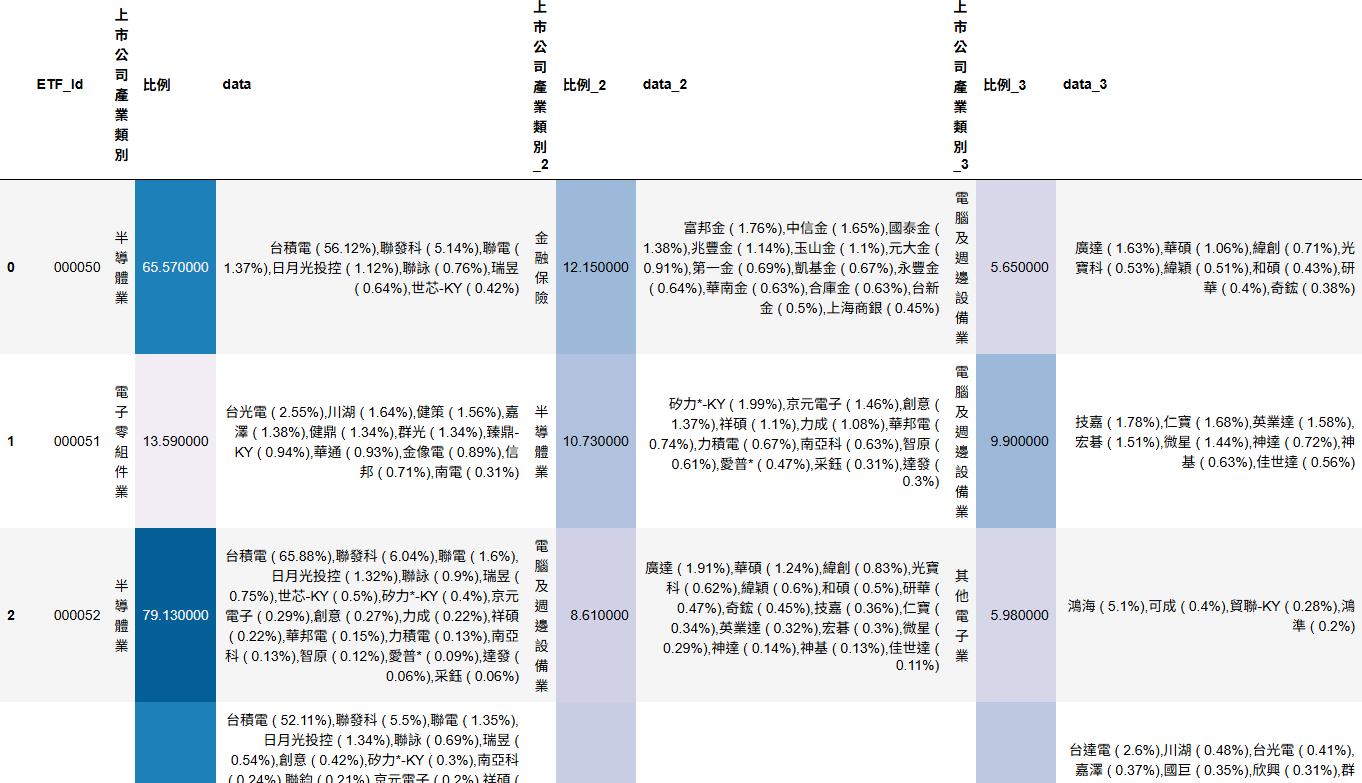 ETF_Id
上市公司產業類別
比例
data
上市公司產業類別_2
比例_2
data_2
上市公司產業類別_3
比例_3
data_3
0
000050
半導體業
65.570000
台積電 ( 56.12%),聯發科 ( 5.14%),聯電 (
1.37%),日月光投控 ( 1.12%),聯詠 ( 0.76%),瑞昱
( 0.64%),世芯-KY ( 0.42%)
金融保險
12.150000
富邦金 ( 1.76%),中信金 ( 1.65%),國泰金 (
1.38%),兆豐金 ( 1.14%),玉山金 ( 1.1%),元大金 (
0.91%),第一金 ( 0.69%),凱基金 ( 0.67%),永豐金
( 0.64%),華南金 ( 0.63%),合庫金 ( 0.63%),台新
金 ( 0.5%),上海商銀 ( 0.45%)
電腦及週邊設備業
5.650000
廣達 ( 1.63%),華碩 ( 1.06%),緯創 ( 0.71%),光
寶科 ( 0.53%),緯穎 ( 0.51%),和碩 ( 0.43%),研
華 ( 0.4%),奇鋐 ( 0.38%)
1
000051
電子零組件業
13.590000
台光電 ( 2.55%),川湖 ( 1.64%),健策 ( 1.56%),嘉
澤 ( 1.38%),健鼎 ( 1.34%),群光 ( 1.34%),臻鼎-
KY ( 0.94%),華通 ( 0.93%),金像電 ( 0.89%),信
邦 ( 0.71%),南電 ( 0.31%)
半導體業
10.730000
矽力*-KY ( 1.99%),京元電子 ( 1.46%),創意 (
1.37%),祥碩 ( 1.1%),力成 ( 1.08%),華邦電 (
0.74%),力積電 ( 0.67%),南亞科 ( 0.63%),智原 (
0.61%),愛普* ( 0.47%),采鈺 ( 0.31%),達發 (
0.3%)
電腦及週邊設備業
9.900000
技嘉 ( 1.78%),仁寶 ( 1.68%),英業達 ( 1.58%),
宏碁 ( 1.51%),微星 ( 1.44%),神達 ( 0.72%),神
基 ( 0.63%),佳世達 ( 0.56%)
2
000052
半導體業
79.130000
台積電 ( 65.88%),聯發科 ( 6.04%),聯電 ( 1.6%),
日月光投控 ( 1.32%),聯詠 ( 0.9%),瑞昱 (
0.75%),世芯-KY ( 0.5%),矽力*-KY ( 0.4%),京元
電子 ( 0.29%),創意 ( 0.27%),力成 ( 0.22%),祥碩
( 0.22%),華邦電 ( 0.15%),力積電 ( 0.13%),南亞
科 ( 0.13%),智原 ( 0.12%),愛普* ( 0.09%),達發 (
0.06%),采鈺 ( 0.06%)
電腦及週邊設備業
8.610000
廣達 ( 1.91%),華碩 ( 1.24%),緯創 ( 0.83%),光寶
科 ( 0.62%),緯穎 ( 0.6%),和碩 ( 0.5%),研華 (
0.47%),奇鋐 ( 0.45%),技嘉 ( 0.36%),仁寶 (
0.34%),英業達 ( 0.32%),宏碁 ( 0.3%),微星 (
0.29%),神達 ( 0.14%),神基 ( 0.13%),佳世達 (
0.11%)
其他電子業
5.980000
鴻海 ( 5.1%),可成 ( 0.4%),貿聯-KY ( 0.28%),鴻
準 ( 0.2%)
台積電 ( 52.11%),聯發科 ( 5.5%),聯電 ( 1.35%),
日月光投控 ( 1.34%),聯詠 ( 0.69%),瑞昱 (
0.54%),創意 ( 0.42%),矽力*-KY ( 0.3%),南亞科
( 0.24%),聯鈞 ( 0.21%),京元電子 ( 0.2%),祥碩 (
台達電 ( 2.6%),川湖 ( 0.48%),台光電 ( 0.41%),
嘉澤 ( 0.37%),國巨 ( 0.35%),欣興 ( 0.31%),群